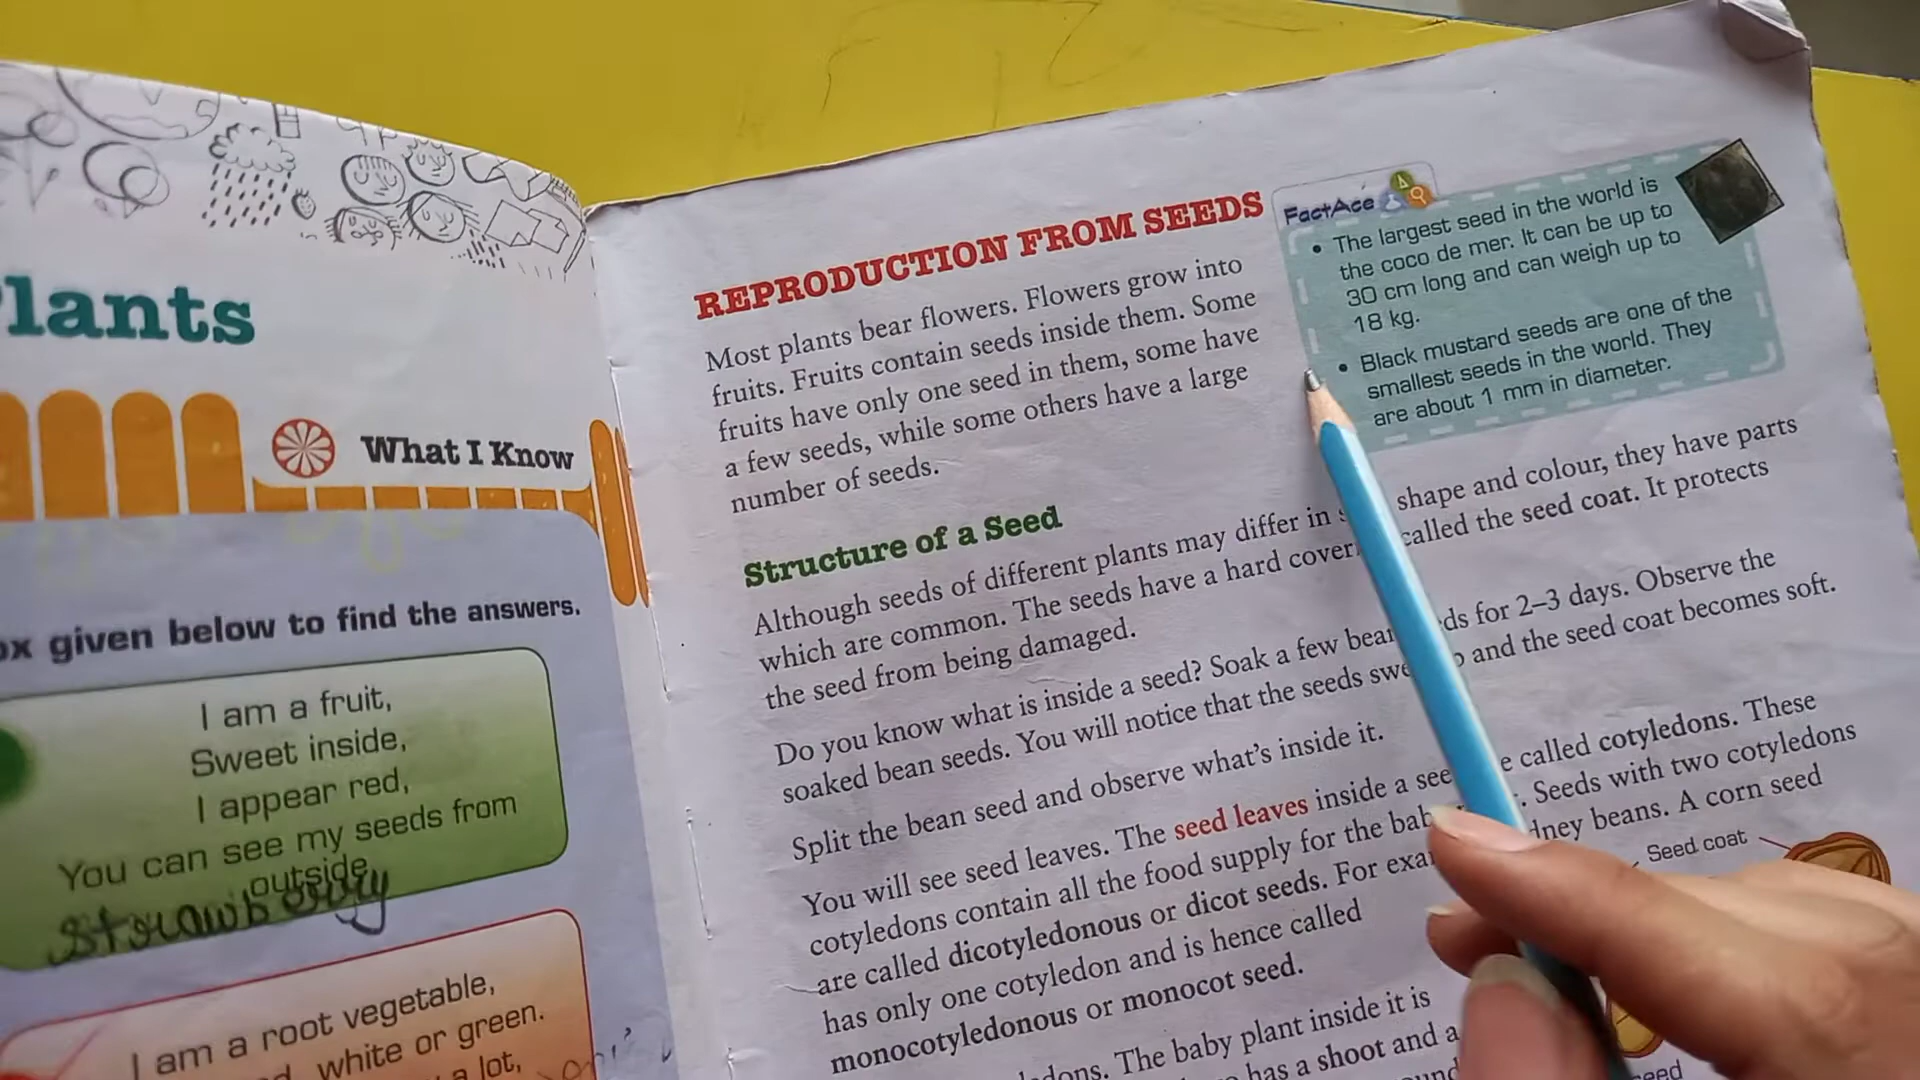 lants
What I Know
ox given below to find the answers.
I am a fruit,
Sweet inside,
I appear red,
You can see my seeds from
outside
strawberry
I am a root vegetable,
white or green.
a lot,
REPRODUCTION FROM SEEDS
Most plants bear flowers. Flowers grow into
fruits. Fruits contain seeds inside them. Some
fruits have only one seed in them, some have
a few seeds, while some others have a large
number of seeds.
FactAce
• The largest seed in the world is
the coco de mer. It can be up to
30 cm long and can weigh up to
18 kg.
• Black mustard seeds are one of the
smallest seeds in the world. They
are about 1 mm in diameter.
Structure of a Seed
Although seeds of different plants may differ in shape and colour, they have parts
which are common. The seeds have a hard cover called the seed coat. It protects
the seed from being damaged.
Do you know what is inside a seed? Soak a few bean ds for 2–3 days. Observe the
soaked bean seeds. You will notice that the seeds swe and the seed coat becomes soft.
Split the bean seed and observe what's inside it.
You will see seed leaves. The seed leaves inside a see e called cotyledons. These
cotyledons contain all the food supply for the bab . Seeds with two cotyledons
are called dicotyledonous or dicot seeds. For exa dney beans. A corn seed
has only one cotyledon and is hence called
monocotyledonous or monocot seed.
Seed coat
dons. The baby plant inside it is
has a shoot and a
eed